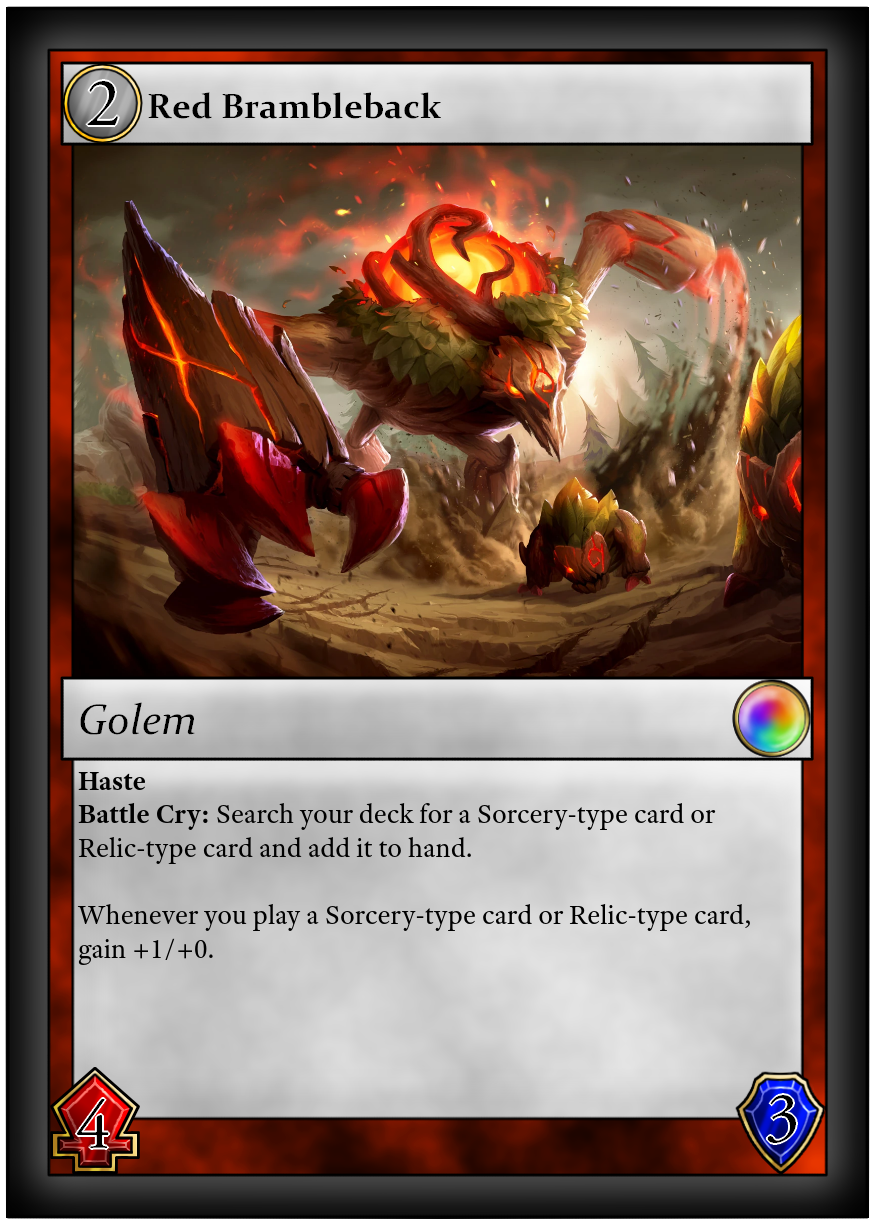 2 Red Brambleback
Golem
Haste
Battle Cry: Search your deck for a Sorcery-type card or
Relic-type card and add it to hand.
Whenever you play a Sorcery-type card or Relic-type card,
gain +1/+0.
4 3